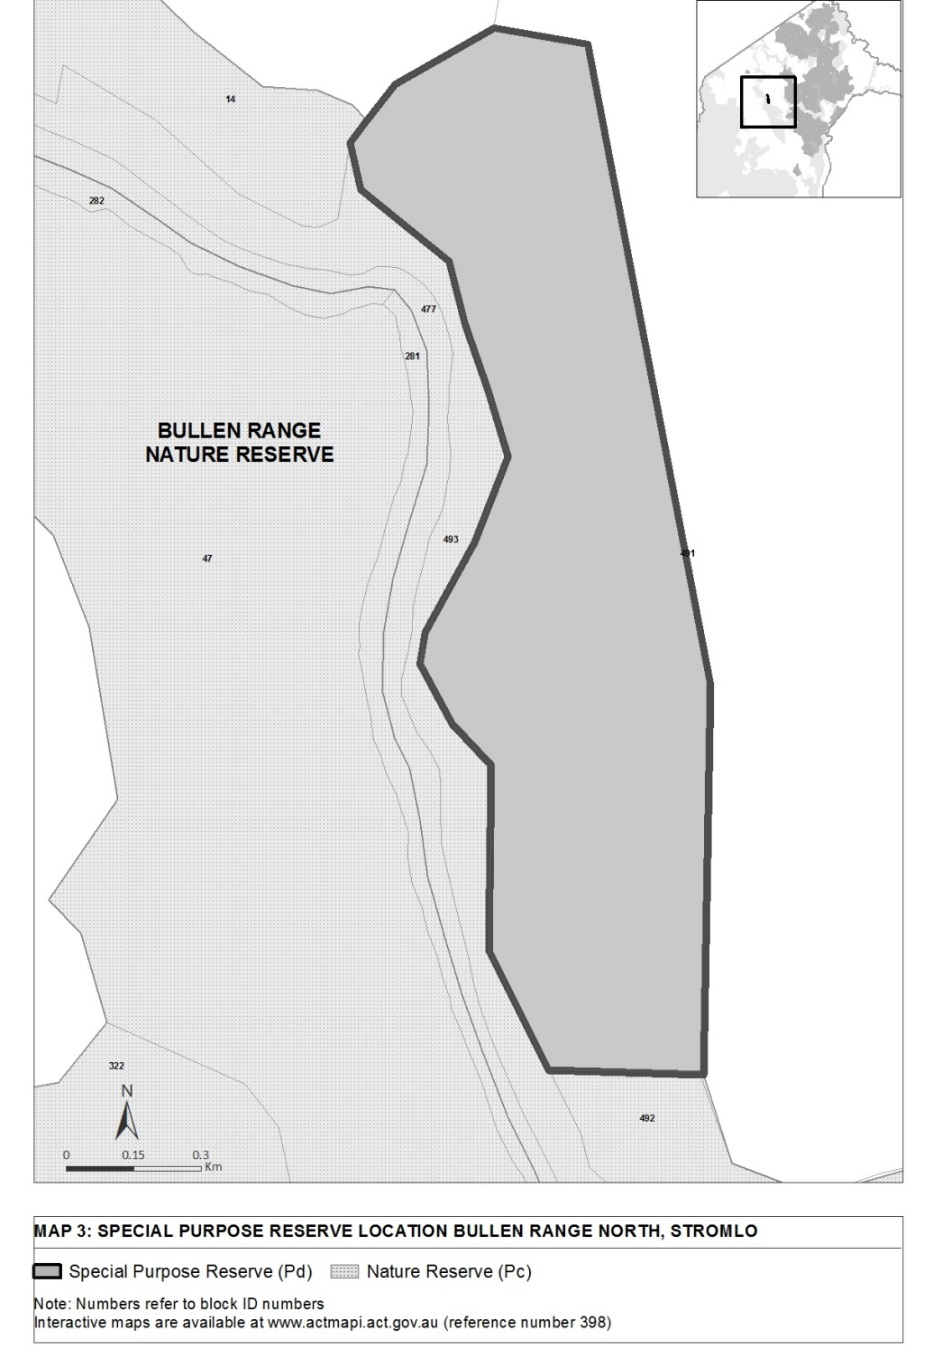 14
282
477
281
BULLEN RANGE
NATURE RESERVE
493
491
47
322
N
492
0 0.15 0.3
Km
MAP 3: SPECIAL PURPOSE RESERVE LOCATION BULLEN RANGE NORTH, STROMLO
Special Purpose Reserve (Pd) Nature Reserve (Pc)
Note: Numbers refer to block ID numbers
Interactive maps are available at www.actmapi.act.gov.au (reference number 398)